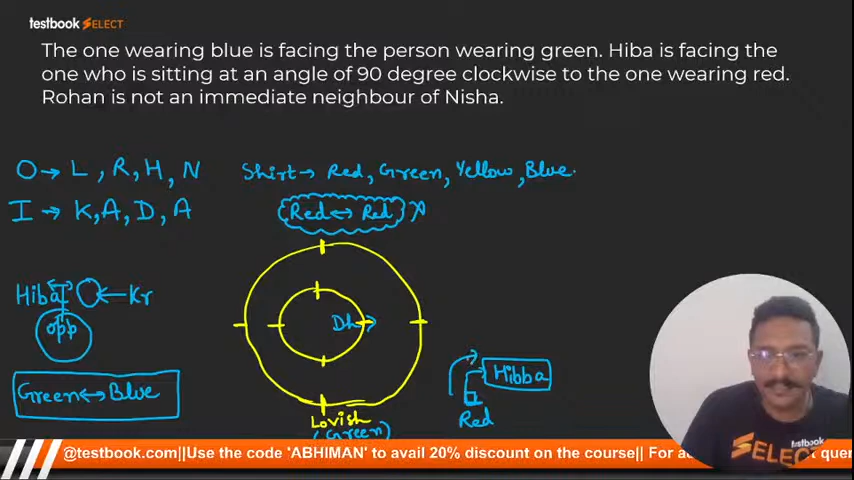 testbook SELECT
The one wearing blue is facing the person wearing green. Hiba is facing the
one who is sitting at an angle of 90 degree clockwise to the one wearing red.
Rohan is not an immediate neighbour of Nisha.
O → L, R, H, N
Shirt → Red, Green, Yellow, Blue
I → K, A, D, A
Red ↔ Red
Hiba
Kr
opp
Dh
Green ↔ Blue
Hibba
Red
Lovish
(Green)
testbook
SELECT
@testbook.com||Use the code 'ABHIMAN' to avail 20% discount on the course|| For a